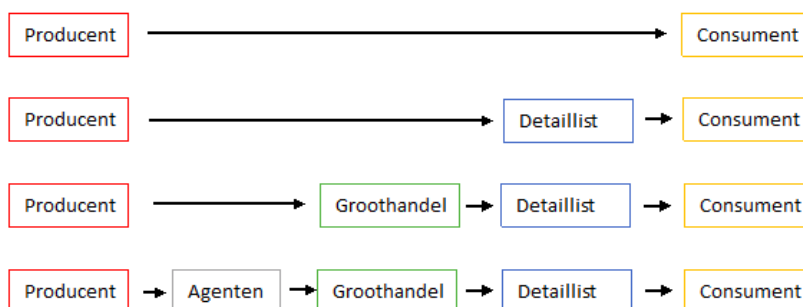 Producent Consument
Producent Detaillist Consument
Producent Groothandel Detaillist Consument
Producent Agenten Groothandel Detaillist Consument